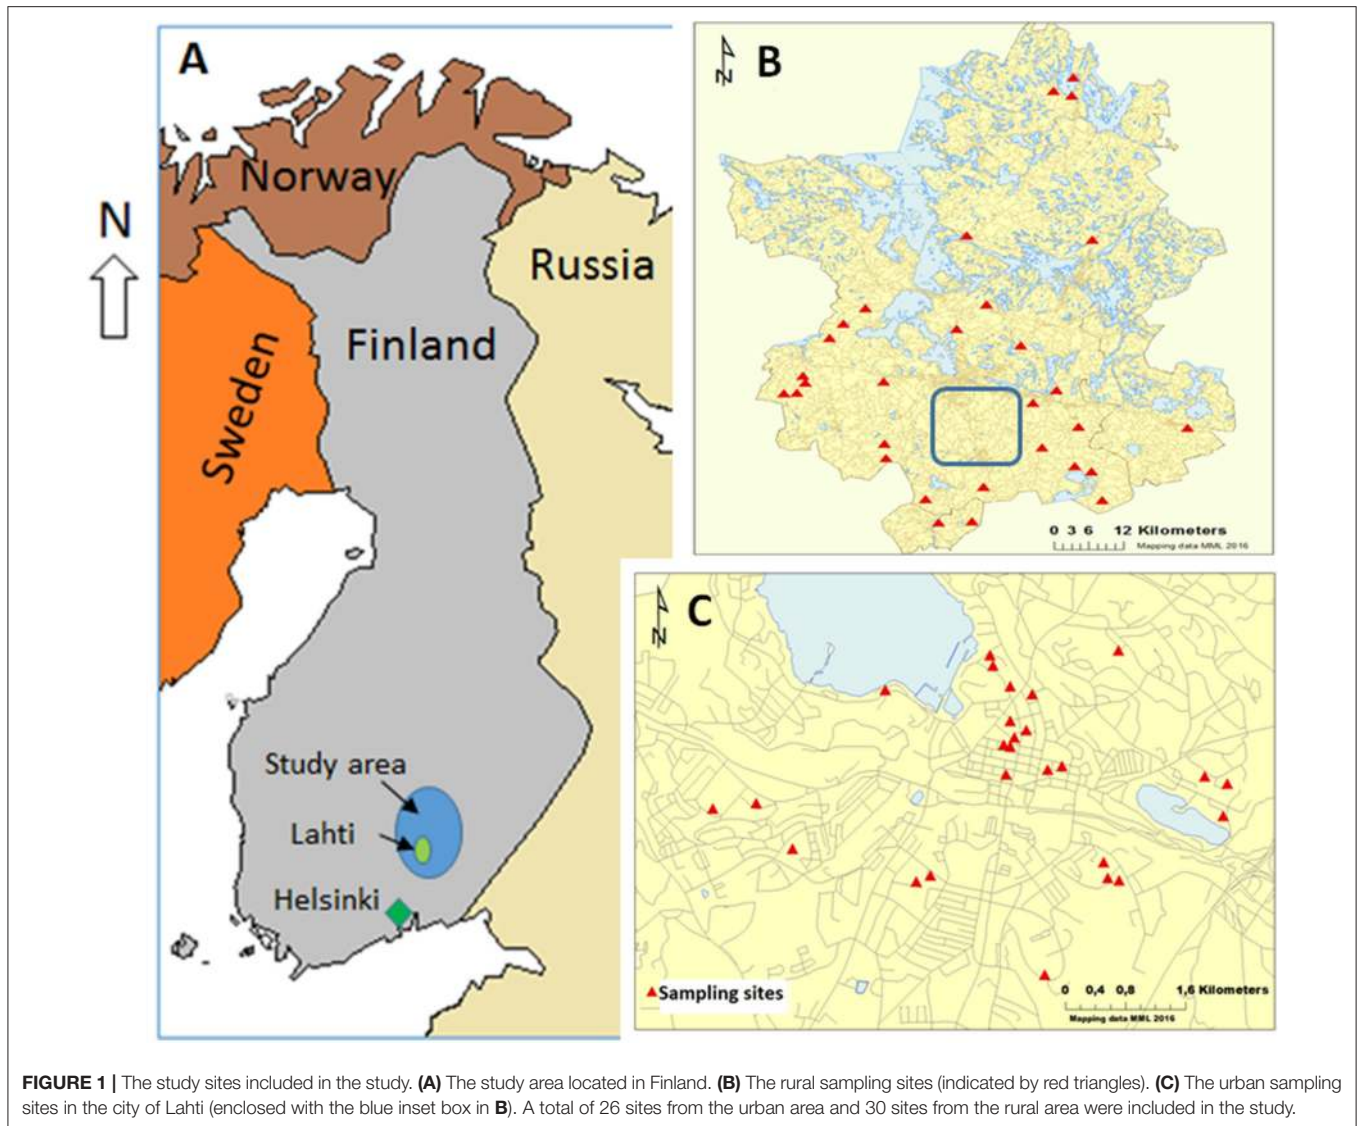 A
N
Norway
Russia
Finland
Sweden
Study area
Lahti
Helsinki
N
B
0 3 6 12 Kilometers
Mapping data MML 2016
N
C
Sampling sites
0 0,4 0,8 1,6 Kilometers
Mapping data MML 2016
FIGURE 1 | The study sites included in the study. (A) The study area located in Finland. (B) The rural sampling sites (indicated by red triangles). (C) The urban sampling
sites in the city of Lahti (enclosed with the blue inset box in B). A total of 26 sites from the urban area and 30 sites from the rural area were included in the study.